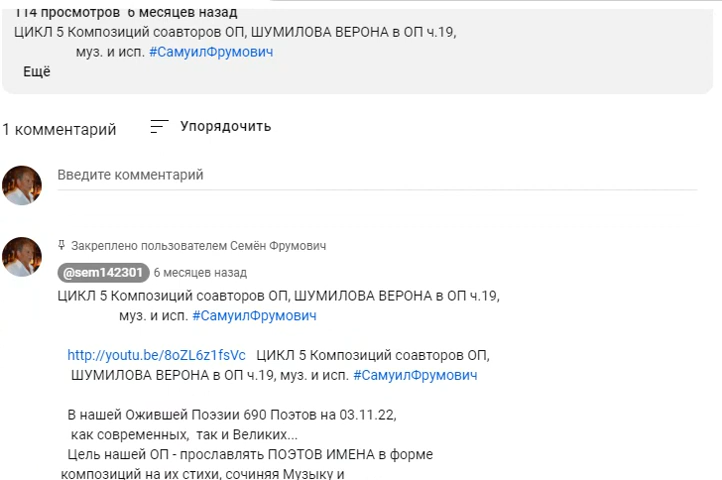 114 просмотров 6 месяцев назад
ЦИКЛ 5 Композиций соавторов ОП, ШУМИЛОВА ВЕРОНА в ОП ч.19,
муз. и исп. #СамуилФрумович
Ещё
1 комментарий Упорядочить
Введите комментарий
Закреплено пользователем Семён Фрумович
@sem142301 6 месяцев назад
ЦИКЛ 5 Композиций соавторов ОП, ШУМИЛОВА ВЕРОНА в ОП ч.19,
муз. и исп. #СамуилФрумович
http://youtu.be/8oZL6z1fsVc ЦИКЛ 5 Композиций соавторов ОП,
ШУМИЛОВА ВЕРОНА в ОП ч.19, муз. и исп. #СамуилФрумович
В нашей Ожившей Поэзии 690 Поэтов на 03.11.22,
как современных, так и Великих...
Цель нашей ОП - прославлять ПОЭТОВ ИМЕНА в форме
композиций на их стихи, сочиняя Музыку и